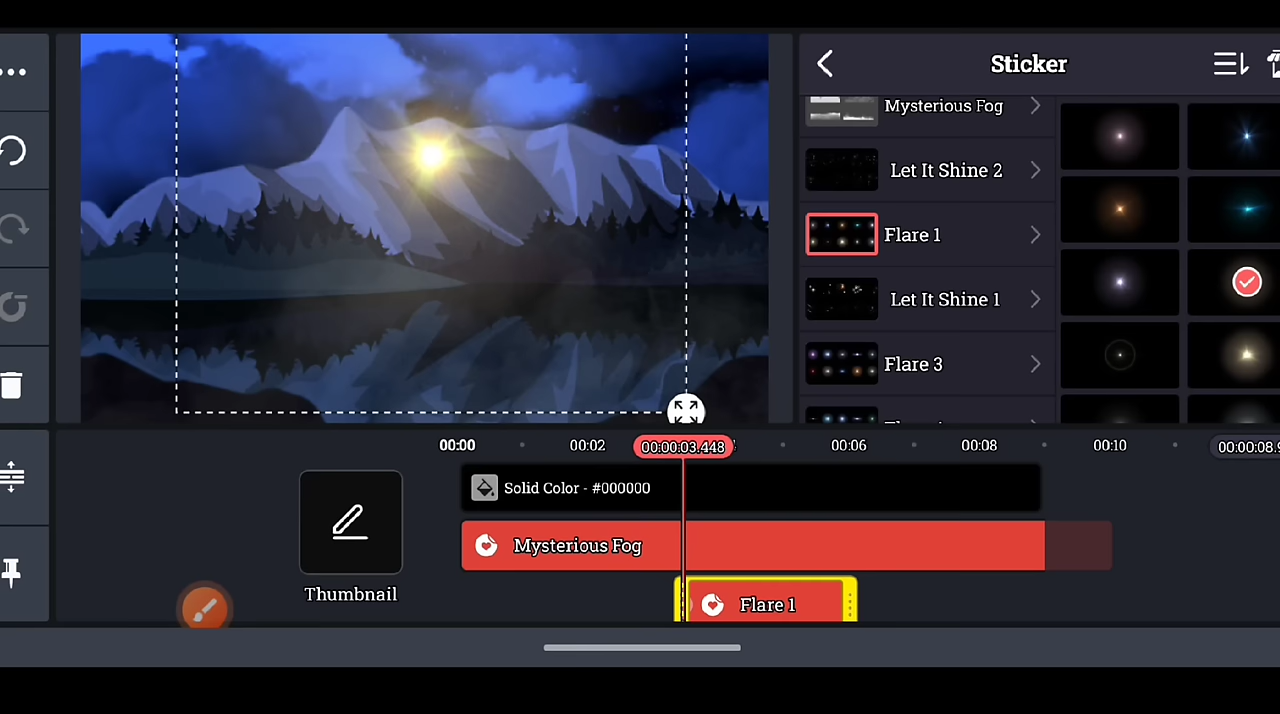 Sticker
Mysterious Fog
Let It Shine 2
Flare 1
Let It Shine 1
Flare 3
00:00
00:02
00:00:03.448
00:06
00:08
00:10
00:00:08.9
Solid Color - #000000
Mysterious Fog
Thumbnail
Flare 1